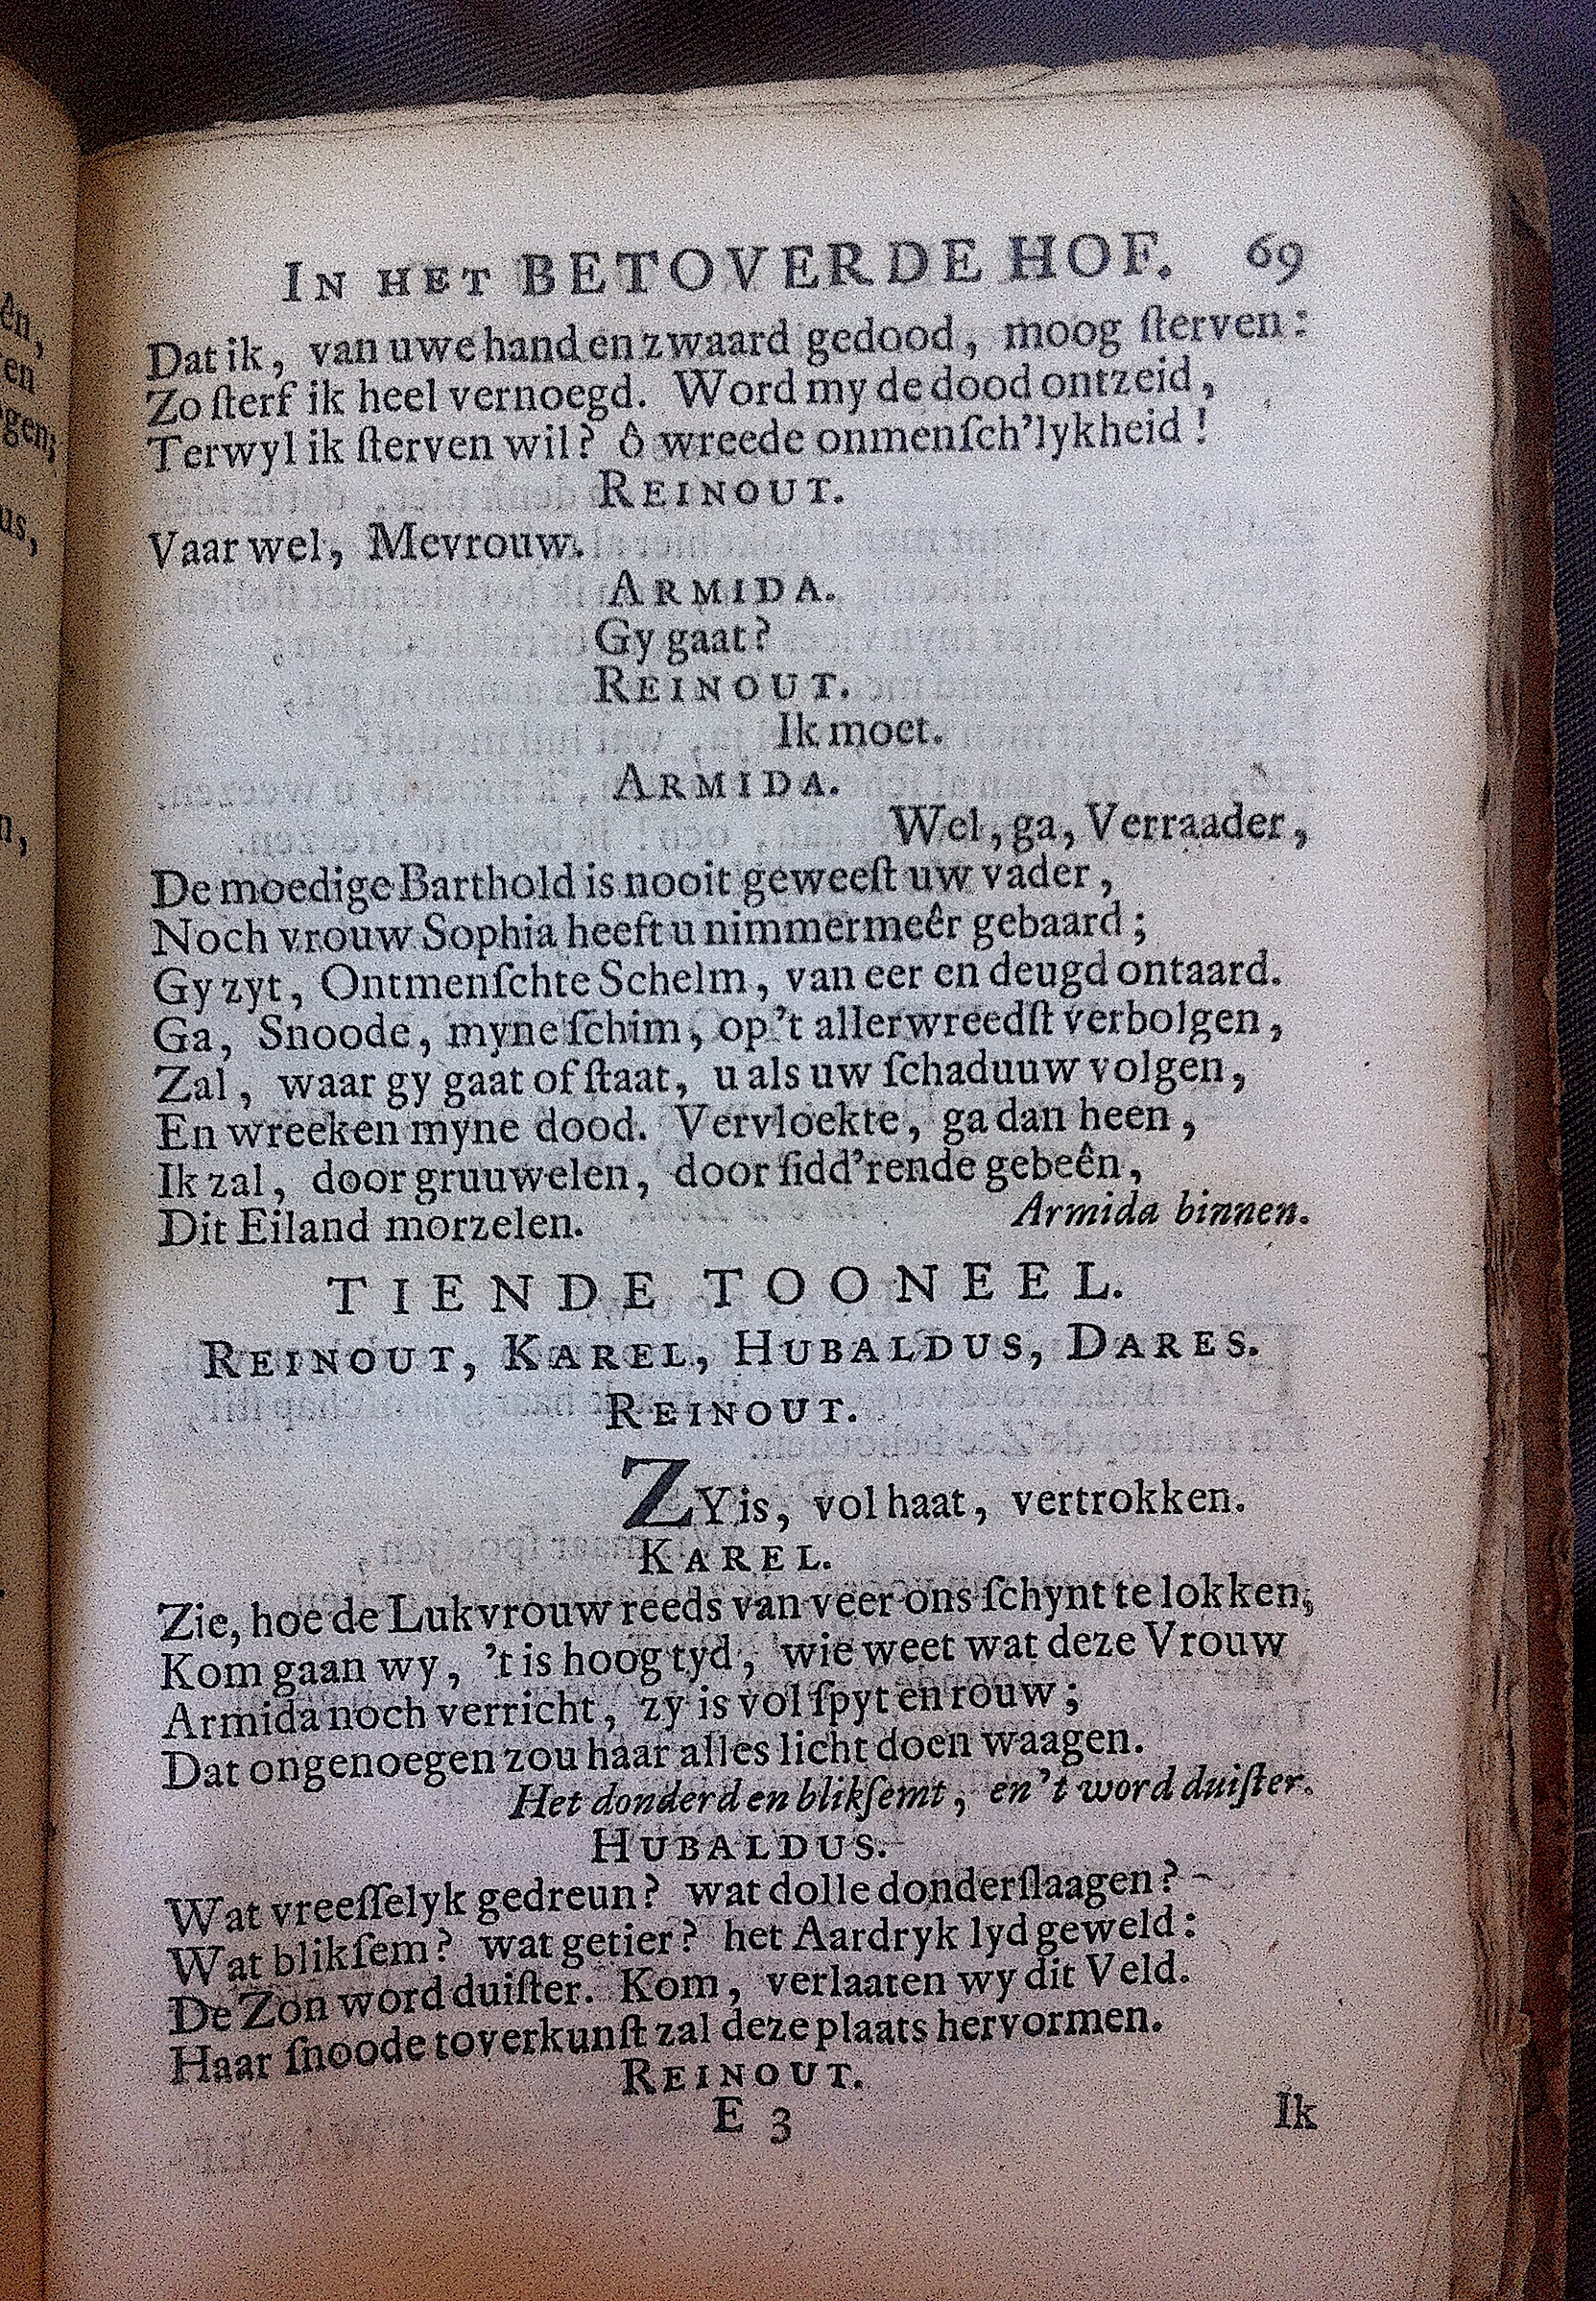 IN HET BETOVERDE HOF. 69
Dat ik, van uwe hand en zwaard gedood, moog ſterven:
Zo ſterf ik heel vernoegd. Word my de dood ontzeid,
Terwyl ik ſterven wil? ô wreede onmenſch'lykheid!
REINOUT.
Vaar wel, Mevrouw.
ARMIDA.
Gy gaat?
REINOUT.
Ik moet.
ARMIDA.
Wel, ga, Verraader,
De moedige Barthold is nooit geweeſt uw vader,
Noch vrouw Sophia heeft u nimmermeêr gebaard;
Gy zyt, Ontmenſchte Schelm, van eer en deugd ontaard.
Ga, Snoode, myne ſchim, op 't allerwreedſt verbolgen,
Zal, waar gy gaat of ſtaat, u als uw ſchaduuw volgen,
En wreeken myne dood. Vervloekte, ga dan heen,
Ik zal, door gruuwelen, door ſidd'rende gebeên,
Dit Eiland morzelen. Armida binnen.
TIENDE TOONEEL.
REINOUT, KAREL, HUBALDUS, DARES.
REINOUT.
ZY is, vol haat, vertrokken.
KAREL.
Zie, hoe de Lukvrouw reeds van veer ons ſchynt te lokken,
Kom gaan wy, 't is hoog tyd, wie weet wat deze Vrouw
Armida noch verricht, zy is vol ſpyt en rouw;
Dat ongenoegen zou haar alles licht doen waagen.
Het donderd en blikſemt, en 't word duiſter.
HUBALDUS.
Wat vreeſſelyk gedreun? wat dolle donderſlaagen?
Wat blikſem? wat getier? het Aardryk lyd geweld:
De Zon word duiſter. Kom, verlaaten wy dit Veld.
Haar ſnoode toverkunſt zal deze plaats hervormen.
REINOUT.
E 3 Ik